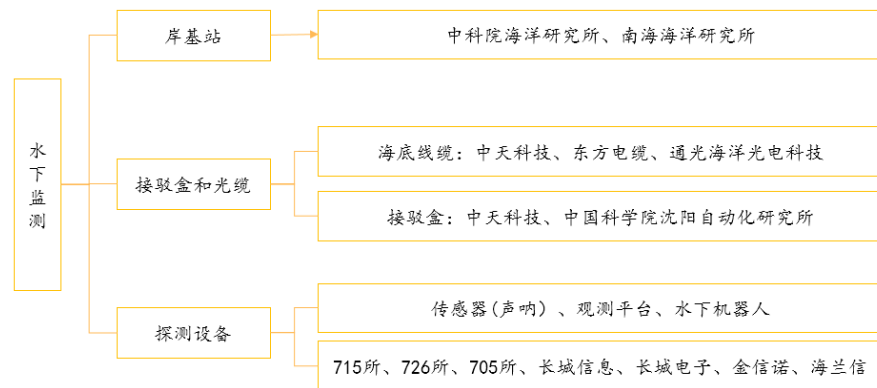 水下监测
岸基站
中科院海洋研究所、南海海洋研究所
接驳盒和光缆
海底线缆：中天科技、东方电缆、通光海洋光电科技
接驳盒：中天科技、中国科学院沈阳自动化研究所
探测设备
传感器(声呐）、观测平台、水下机器人
715所、726所、705所、长城信息、长城电子、金信诺、海兰信